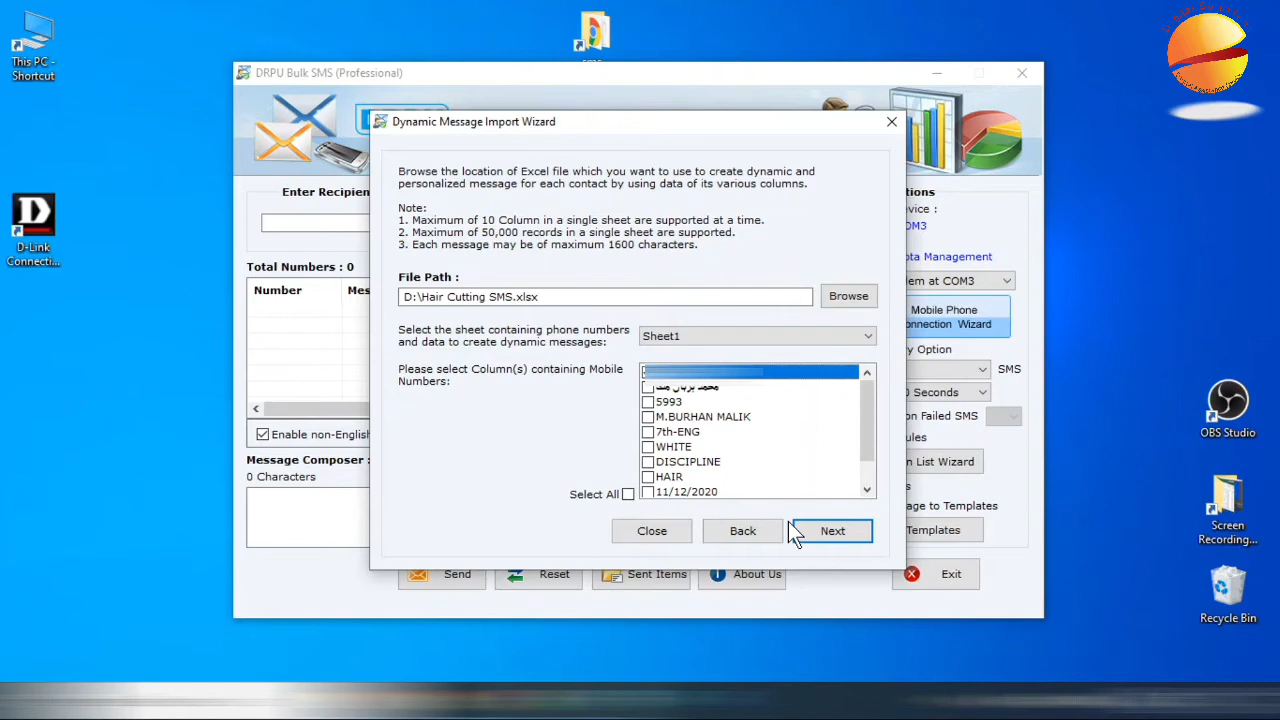 This PC -
Shortcut
D-Link
Connecti...
DRPU Bulk SMS (Professional)
Dynamic Message Import Wizard
Browse the location of Excel file which you want to use to create dynamic and
personalized message for each contact by using data of its various columns.
Note:
1. Maximum of 10 Column in a single sheet are supported at a time.
2. Maximum of 50,000 records in a single sheet are supported.
3. Each message may be of maximum 1600 characters.
File Path :
D:\Hair Cutting SMS.xlsx
Browse
Select the sheet containing phone numbers
and data to create dynamic messages:
Sheet1
Please select Column(s) containing Mobile
Numbers:
5993
M.BURHAN MALIK
7th-ENG
WHITE
DISCIPLINE
HAIR
11/12/2020
Select All
Close
Back
Next
Enter Recipien
Total Numbers : 0
Number
Mes
Enable non-English
Message Composer :
0 Characters
Send
Reset
Sent Items
About Us
Exit
tions
evice :
OM3
ota Management
em at COM3
Mobile Phone
onnection Wizard
y Option
SMS
0 Seconds
on Failed SMS
ules
n List Wizard
s
age to Templates
Templates
OBS Studio
Screen
Recording...
Recycle Bin